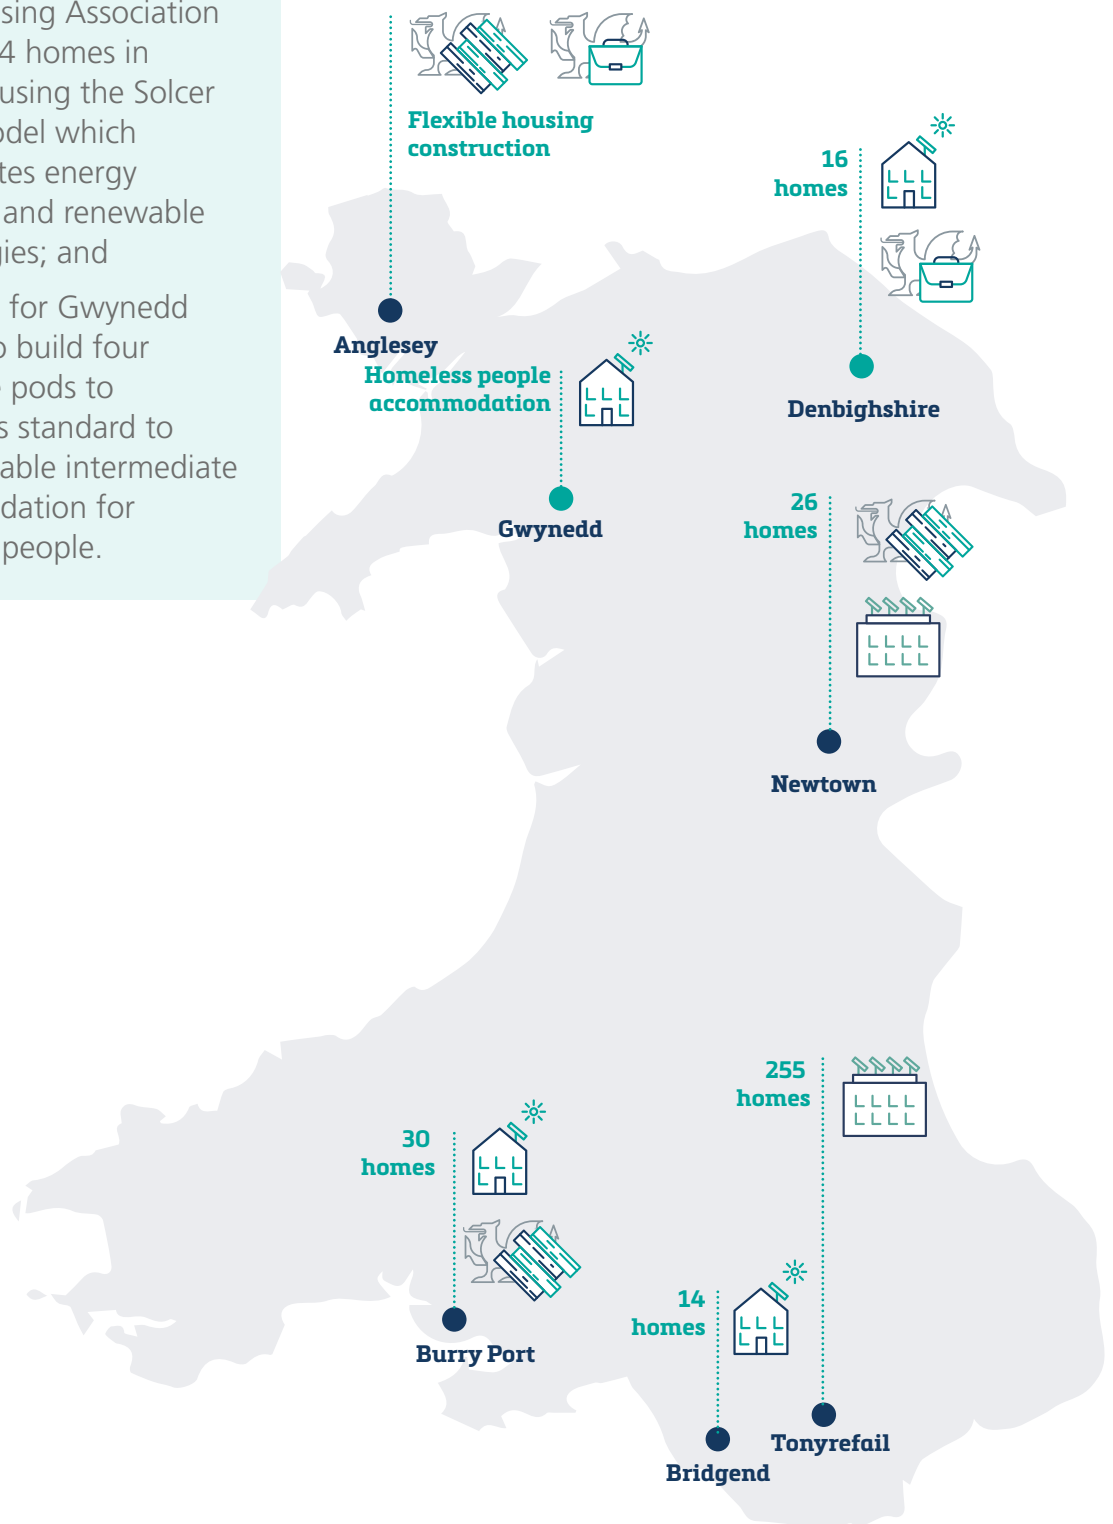 sing Association
4 homes in
using the Solcer
odel which
tes energy
and renewable
gies; and
for Gwynedd
o build four
e pods to
s standard to
able intermediate
dation for
people.
Flexible housing
construction
Anglesey
Homeless people
accommodation
Gwynedd
16
homes
Denbighshire
26
homes
Newtown
255
homes
Tonyrefail
30
homes
Burry Port
14
homes
Bridgend